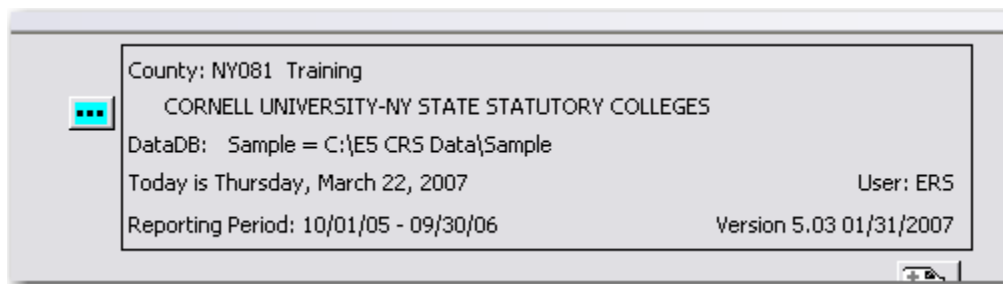 County: NY081 Training
CORNELL UNIVERSITY-NY STATE STATUTORY COLLEGES
DataDB: Sample = C:\E5 CRS Data\Sample
Today is Thursday, March 22, 2007 User: ERS
Reporting Period: 10/01/05 - 09/30/06 Version 5.03 01/31/2007